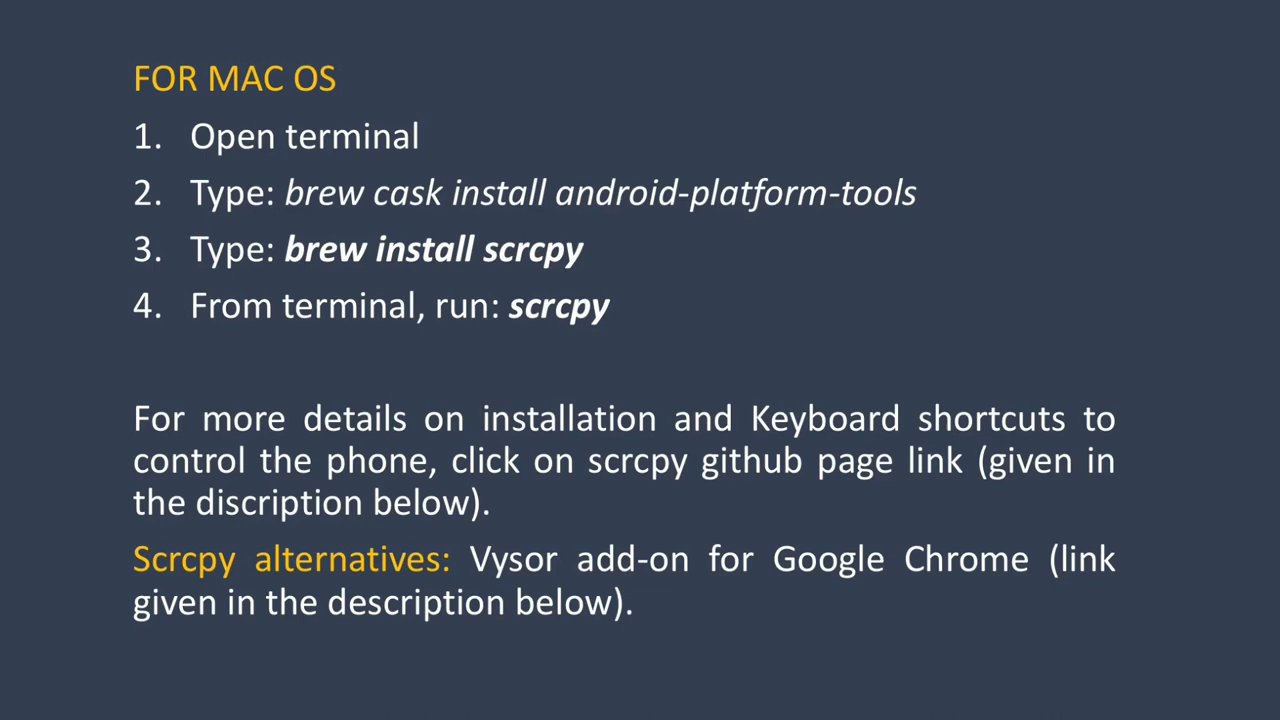 FOR MAC OS
1. Open terminal
2. Type: brew cask install android-platform-tools
3. Type: brew install scrcpy
4. From terminal, run: scrcpy
For more details on installation and Keyboard shortcuts to
control the phone, click on scrcpy github page link (given in
the discription below).
Scrcpy alternatives: Vysor add-on for Google Chrome (link
given in the description below).